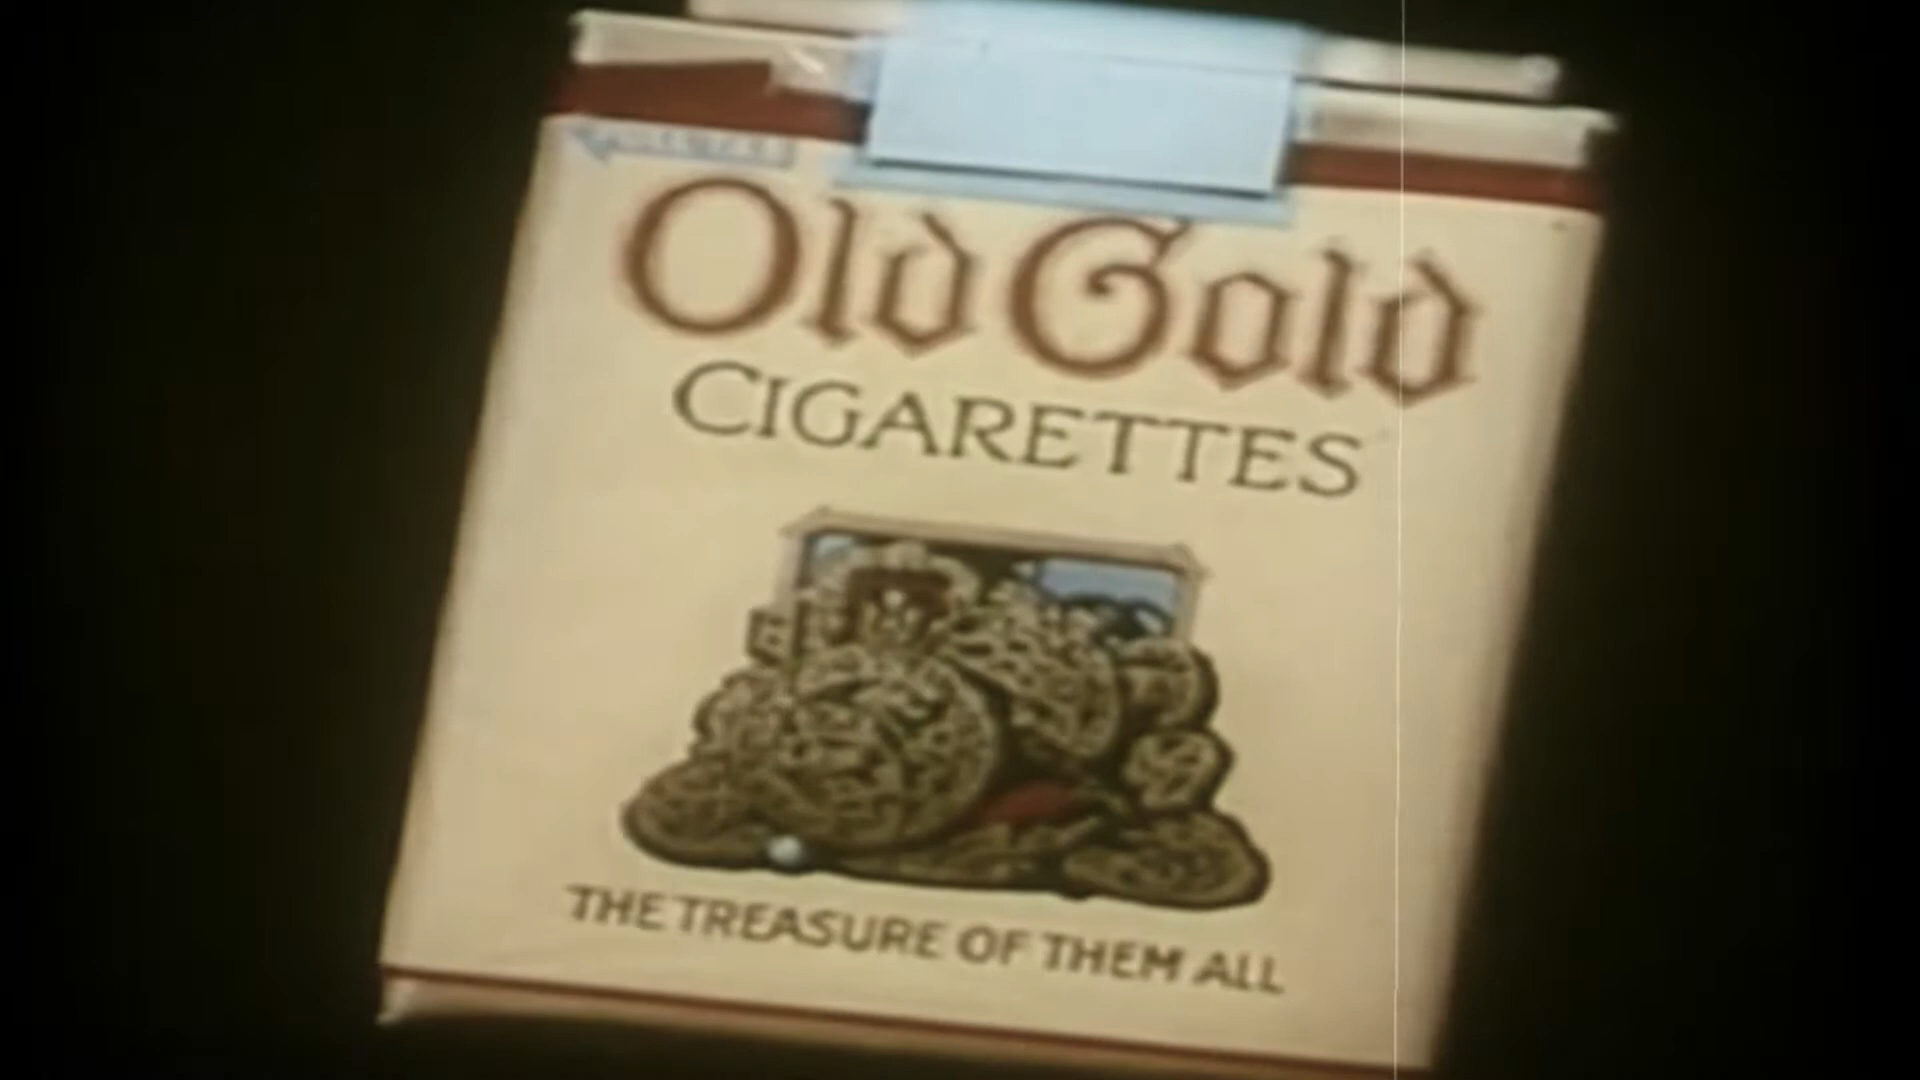 Old Gold
CIGARETTES
THE TREASURE OF THEM ALL